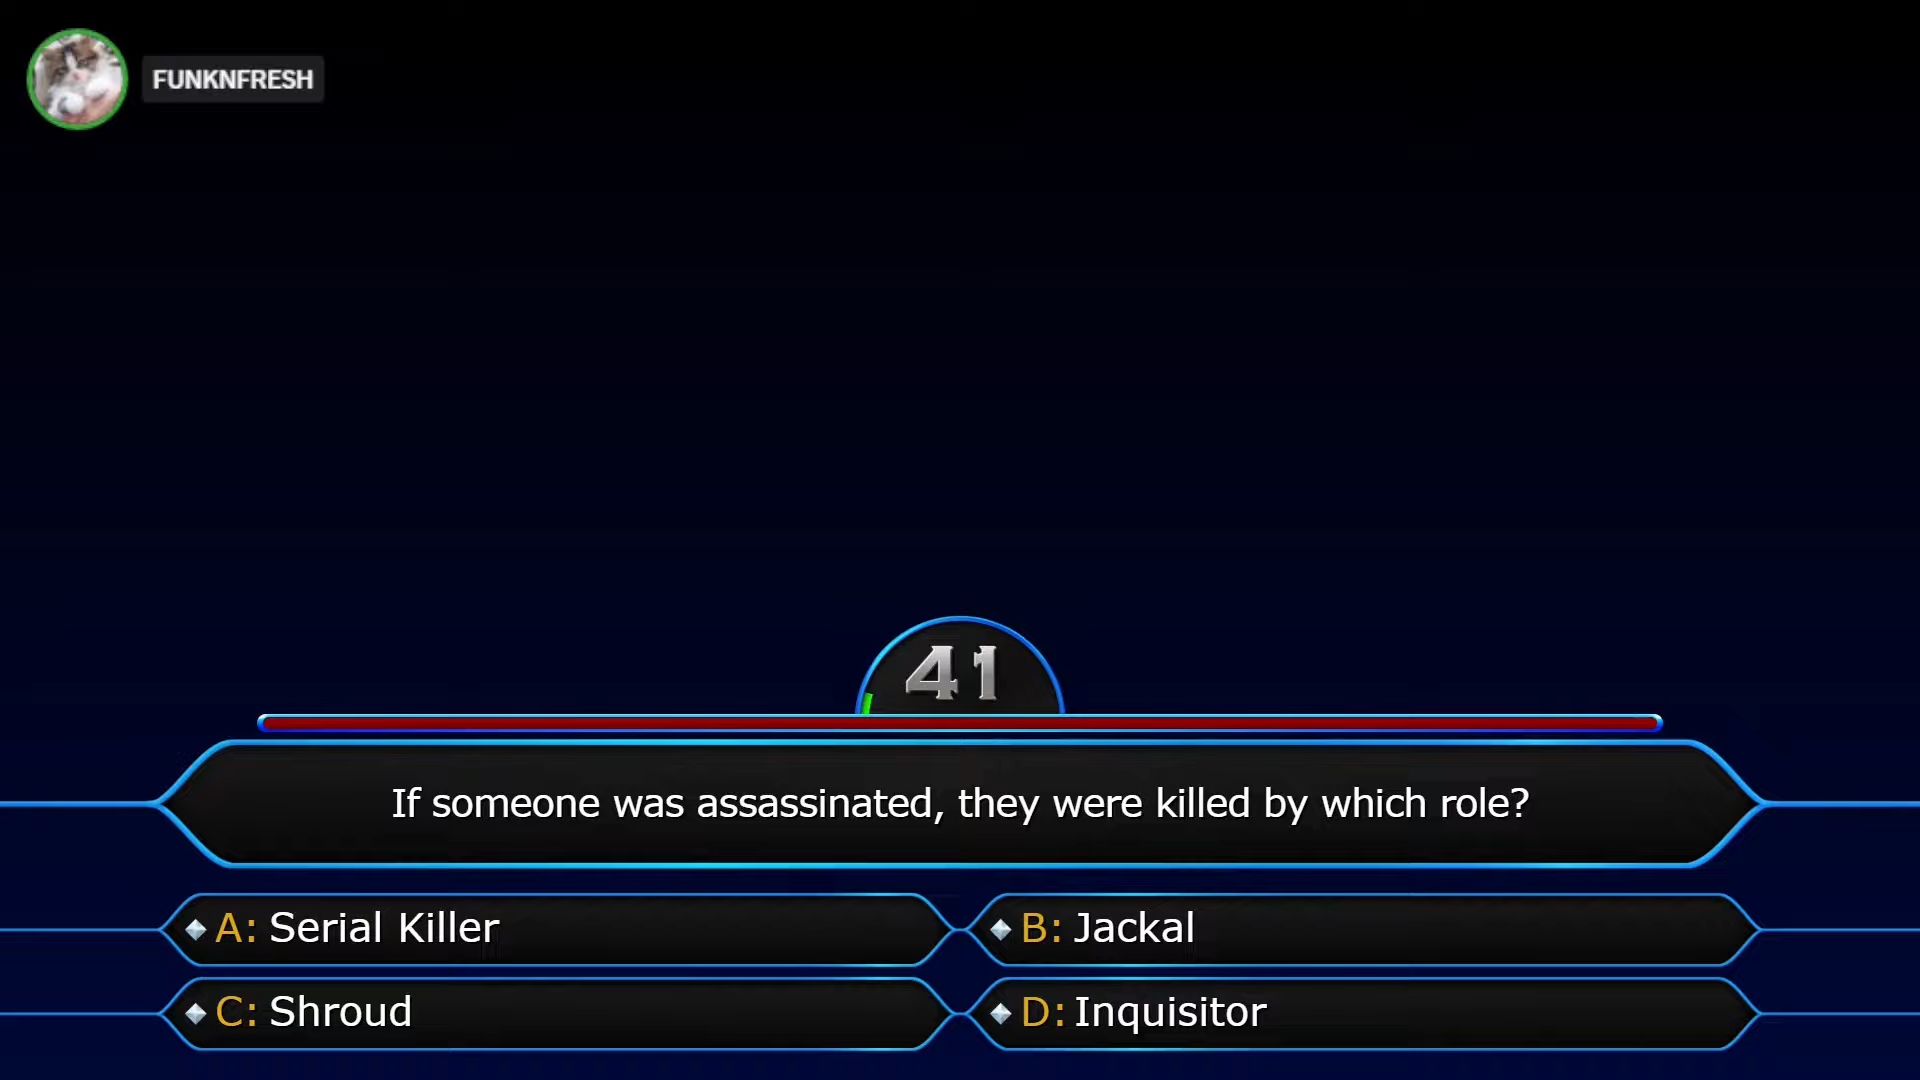 FUNKNFRESH
41
If someone was assassinated, they were killed by which role?
A: Serial Killer
B: Jackal
C: Shroud
D: Inquisitor